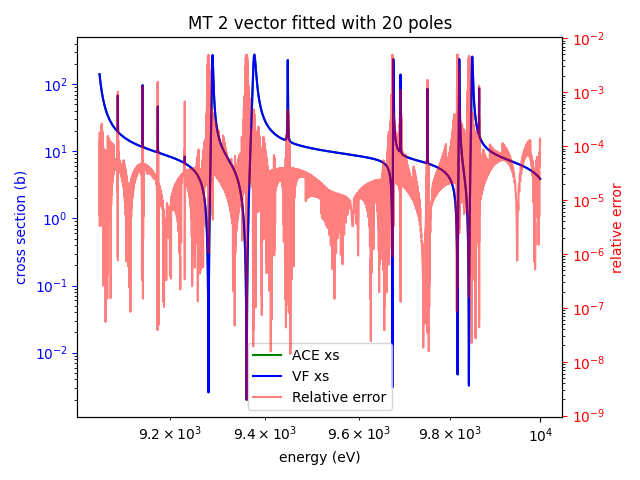 MT 2 vector fitted with 20 poles
cross section (b)
10²
10¹
10⁰
10⁻¹
10⁻²
10⁻²
10⁻³
10⁻⁴
10⁻⁵
10⁻⁶
10⁻⁷
10⁻⁸
10⁻⁹
relative error
ACE xs
VF xs
Relative error
9.2 × 10³ 9.4 × 10³ 9.6 × 10³ 9.8 × 10³ 10⁴
energy (eV)